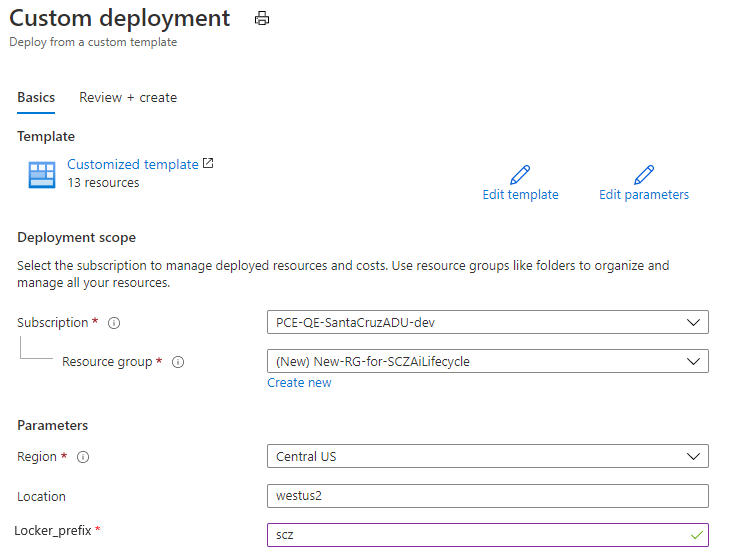 Custom deployment
Deploy from a custom template
Basics Review + create
Template
Customized template
13 resources
Edit template Edit parameters
Deployment scope
Select the subscription to manage deployed resources and costs. Use resource groups like folders to organize and
manage all your resources.
Subscription * PCE-QE-SantaCruzADU-dev
Resource group * (New) New-RG-for-SCZAiLifecycle
Create new
Parameters
Region * Central US
Location westus2
Locker_prefix * scz